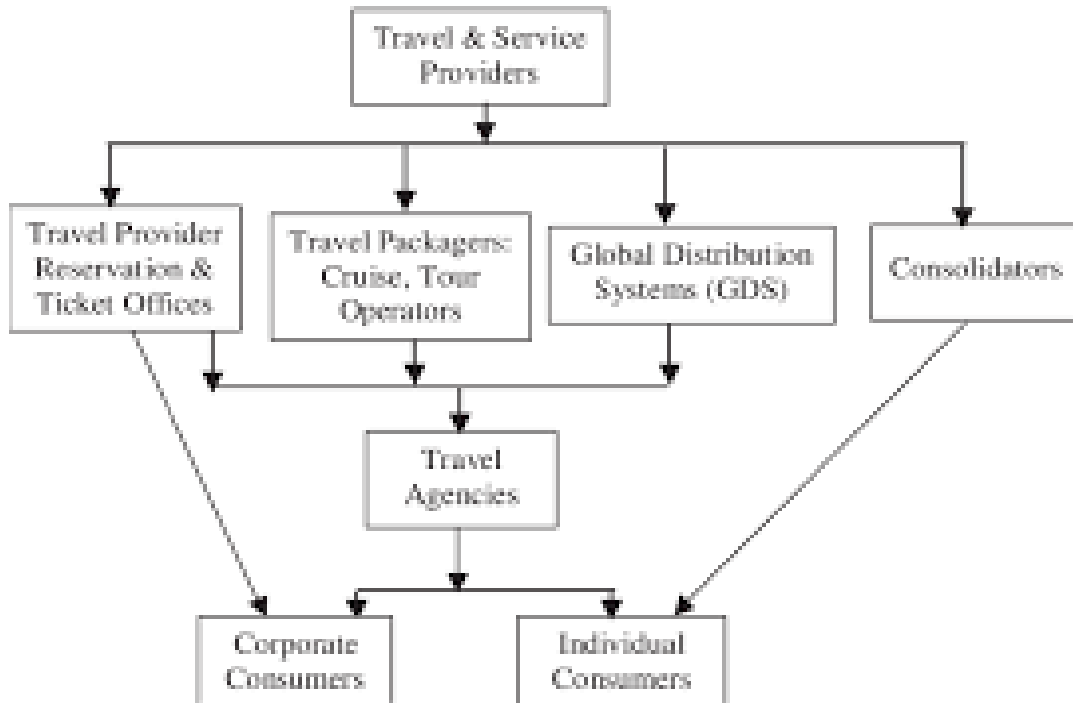 Travel & Service
Providers
Travel Provider
Reservation &
Ticket Offices
Travel Packagers:
Cruise, Tour
Operators
Global Distribution
Systems (GDS)
Consolidators
Travel
Agencies
Corporate
Consumers
Individual
Consumers